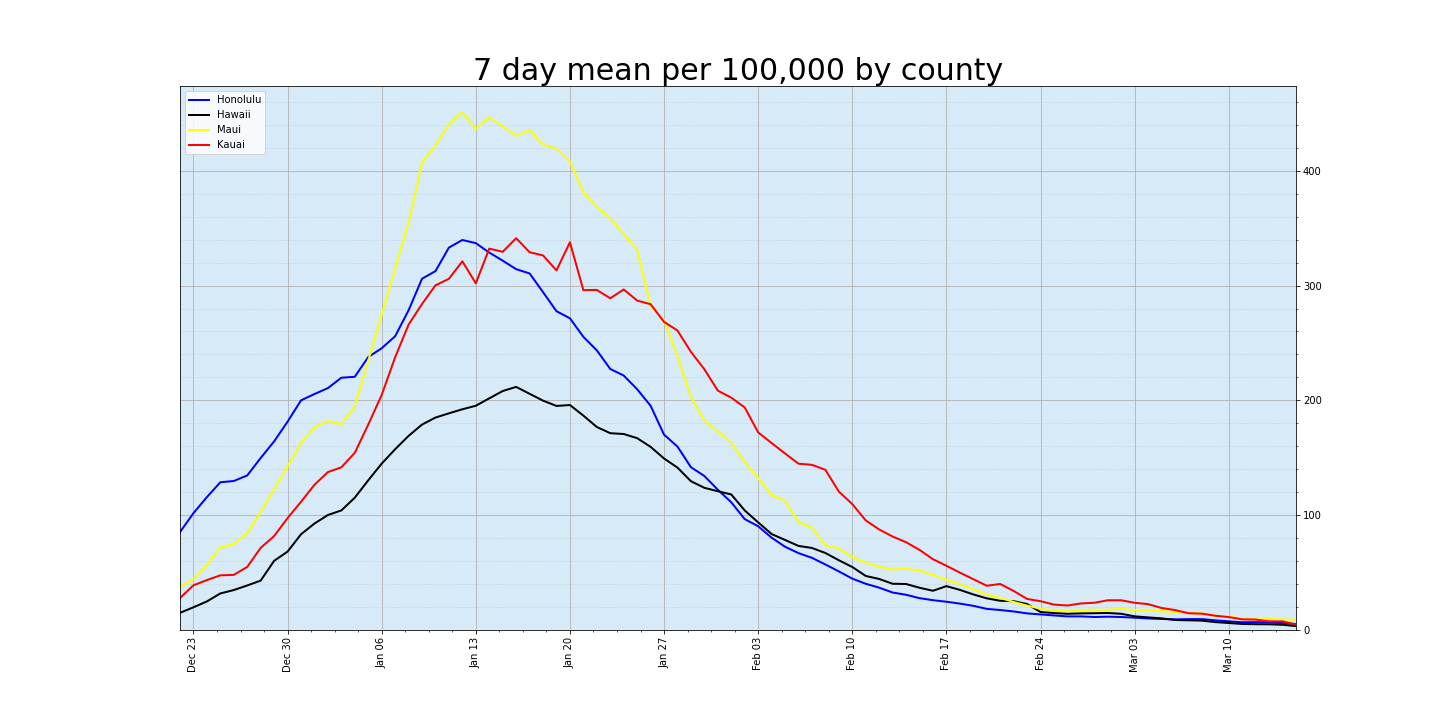 7 day mean per 100,000 by county
Honolulu
Hawaii
Maui
Kauai
400
300
200
100
0
Dec 23
Dec 30
Jan 06
Jan 13
Jan 20
Jan 27
Feb 03
Feb 10
Feb 17
Feb 24
Mar 03
Mar 10